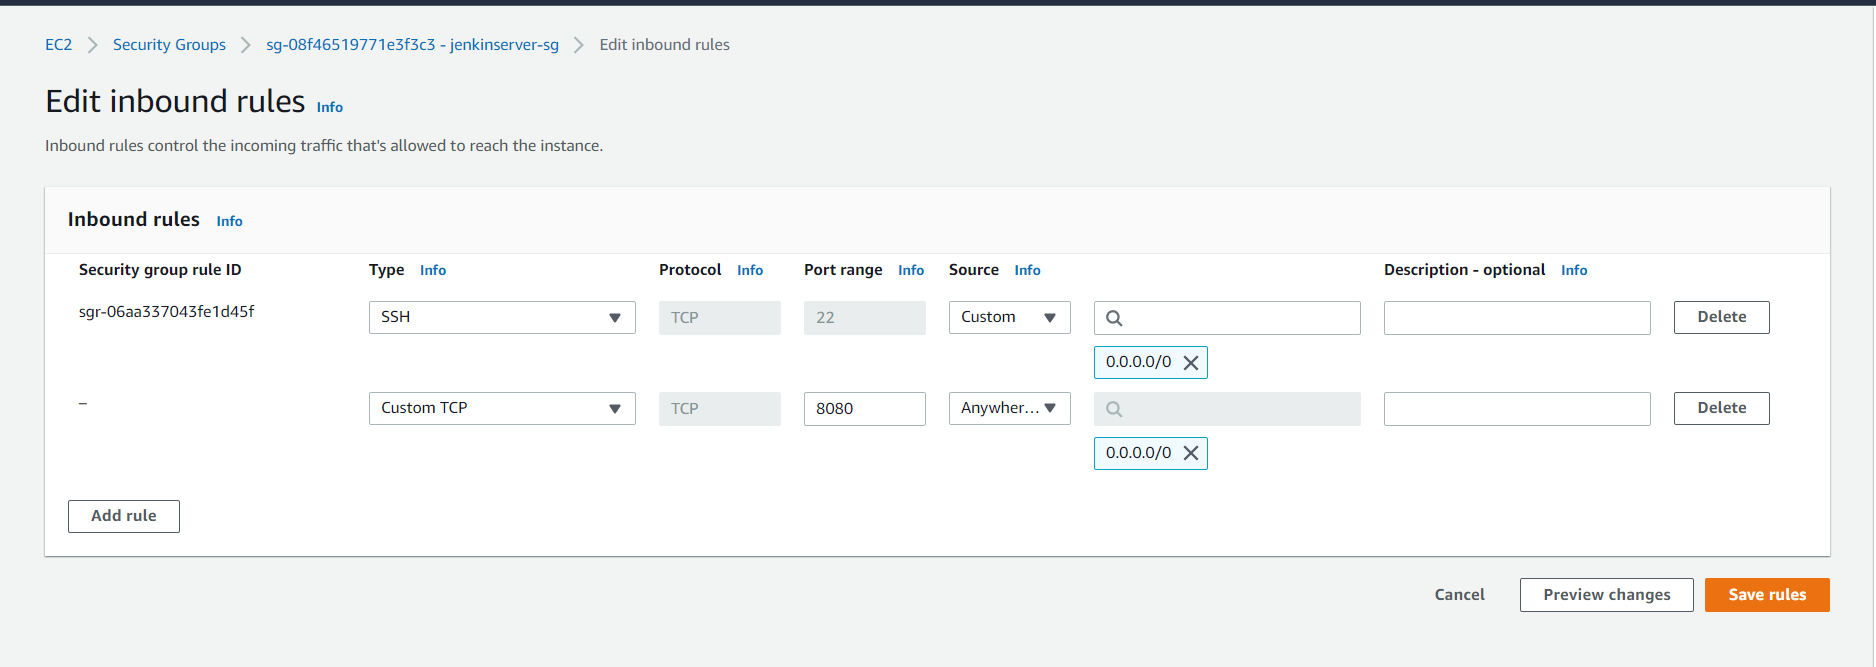 EC2 > Security Groups > sg-08f46519771e3f3c3 - jenkinserver-sg > Edit inbound rules
Edit inbound rules Info
Inbound rules control the incoming traffic that's allowed to reach the instance.
Inbound rules Info
Security group rule ID Type Info Protocol Info Port range Info Source Info Description - optional Info
sgr-06aa337043fe1d45f SSH TCP 22 Custom Delete
0.0.0.0/0
– Custom TCP TCP 8080 Anywher... Delete
0.0.0.0/0
Add rule
Cancel Preview changes Save rules